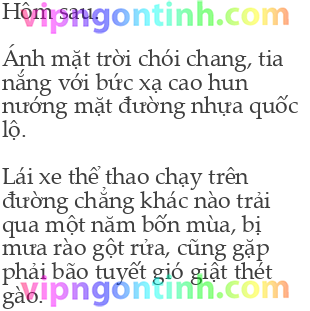 Hôm sau.
vipngontinh.com
Ánh mặt trời chói chang, tia
nắng với bức xạ cao hun
nướng mặt đường nhựa quốc
lộ.
Lái xe thể thao chạy trên
đường chẳng khác nào trải
qua một năm bốn mùa, bị
mưa rào gột rửa, cũng gặp
phải bão tuyết gió giật thét
gào.
vipngontinh.com